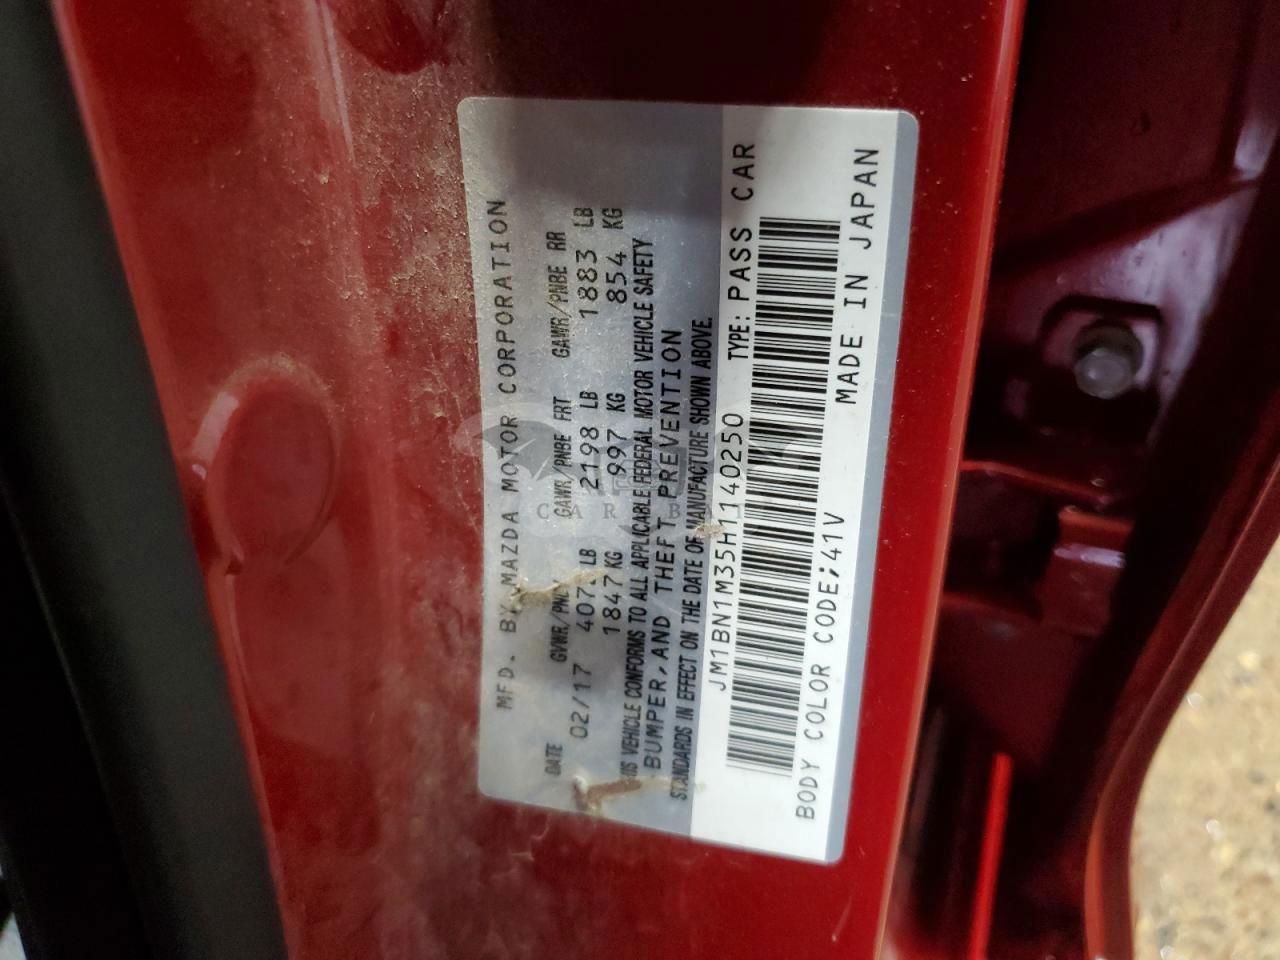 MFD. BY MAZDA MOTOR CORPORATION
DATE GVWR/PNBV GAWR/PNBE FRT GAWR/PNBE RR
02/17 LB 2198 LB 1883 LB
1847 KG 997 KG 854 KG
VEHICLE CONFORMS TO ALL APPLICABLE FEDERAL MOTOR VEHICLE SAFETY
BUMPER, AND THEFT PREVENTION
STANDARDS IN EFFECT ON THE DATE OF MANUFACTURE SHOWN ABOVE.
JM1BN1M35H1140250 TYPE: PASS CAR
BODY COLOR CODE;41V MADE IN JAPAN